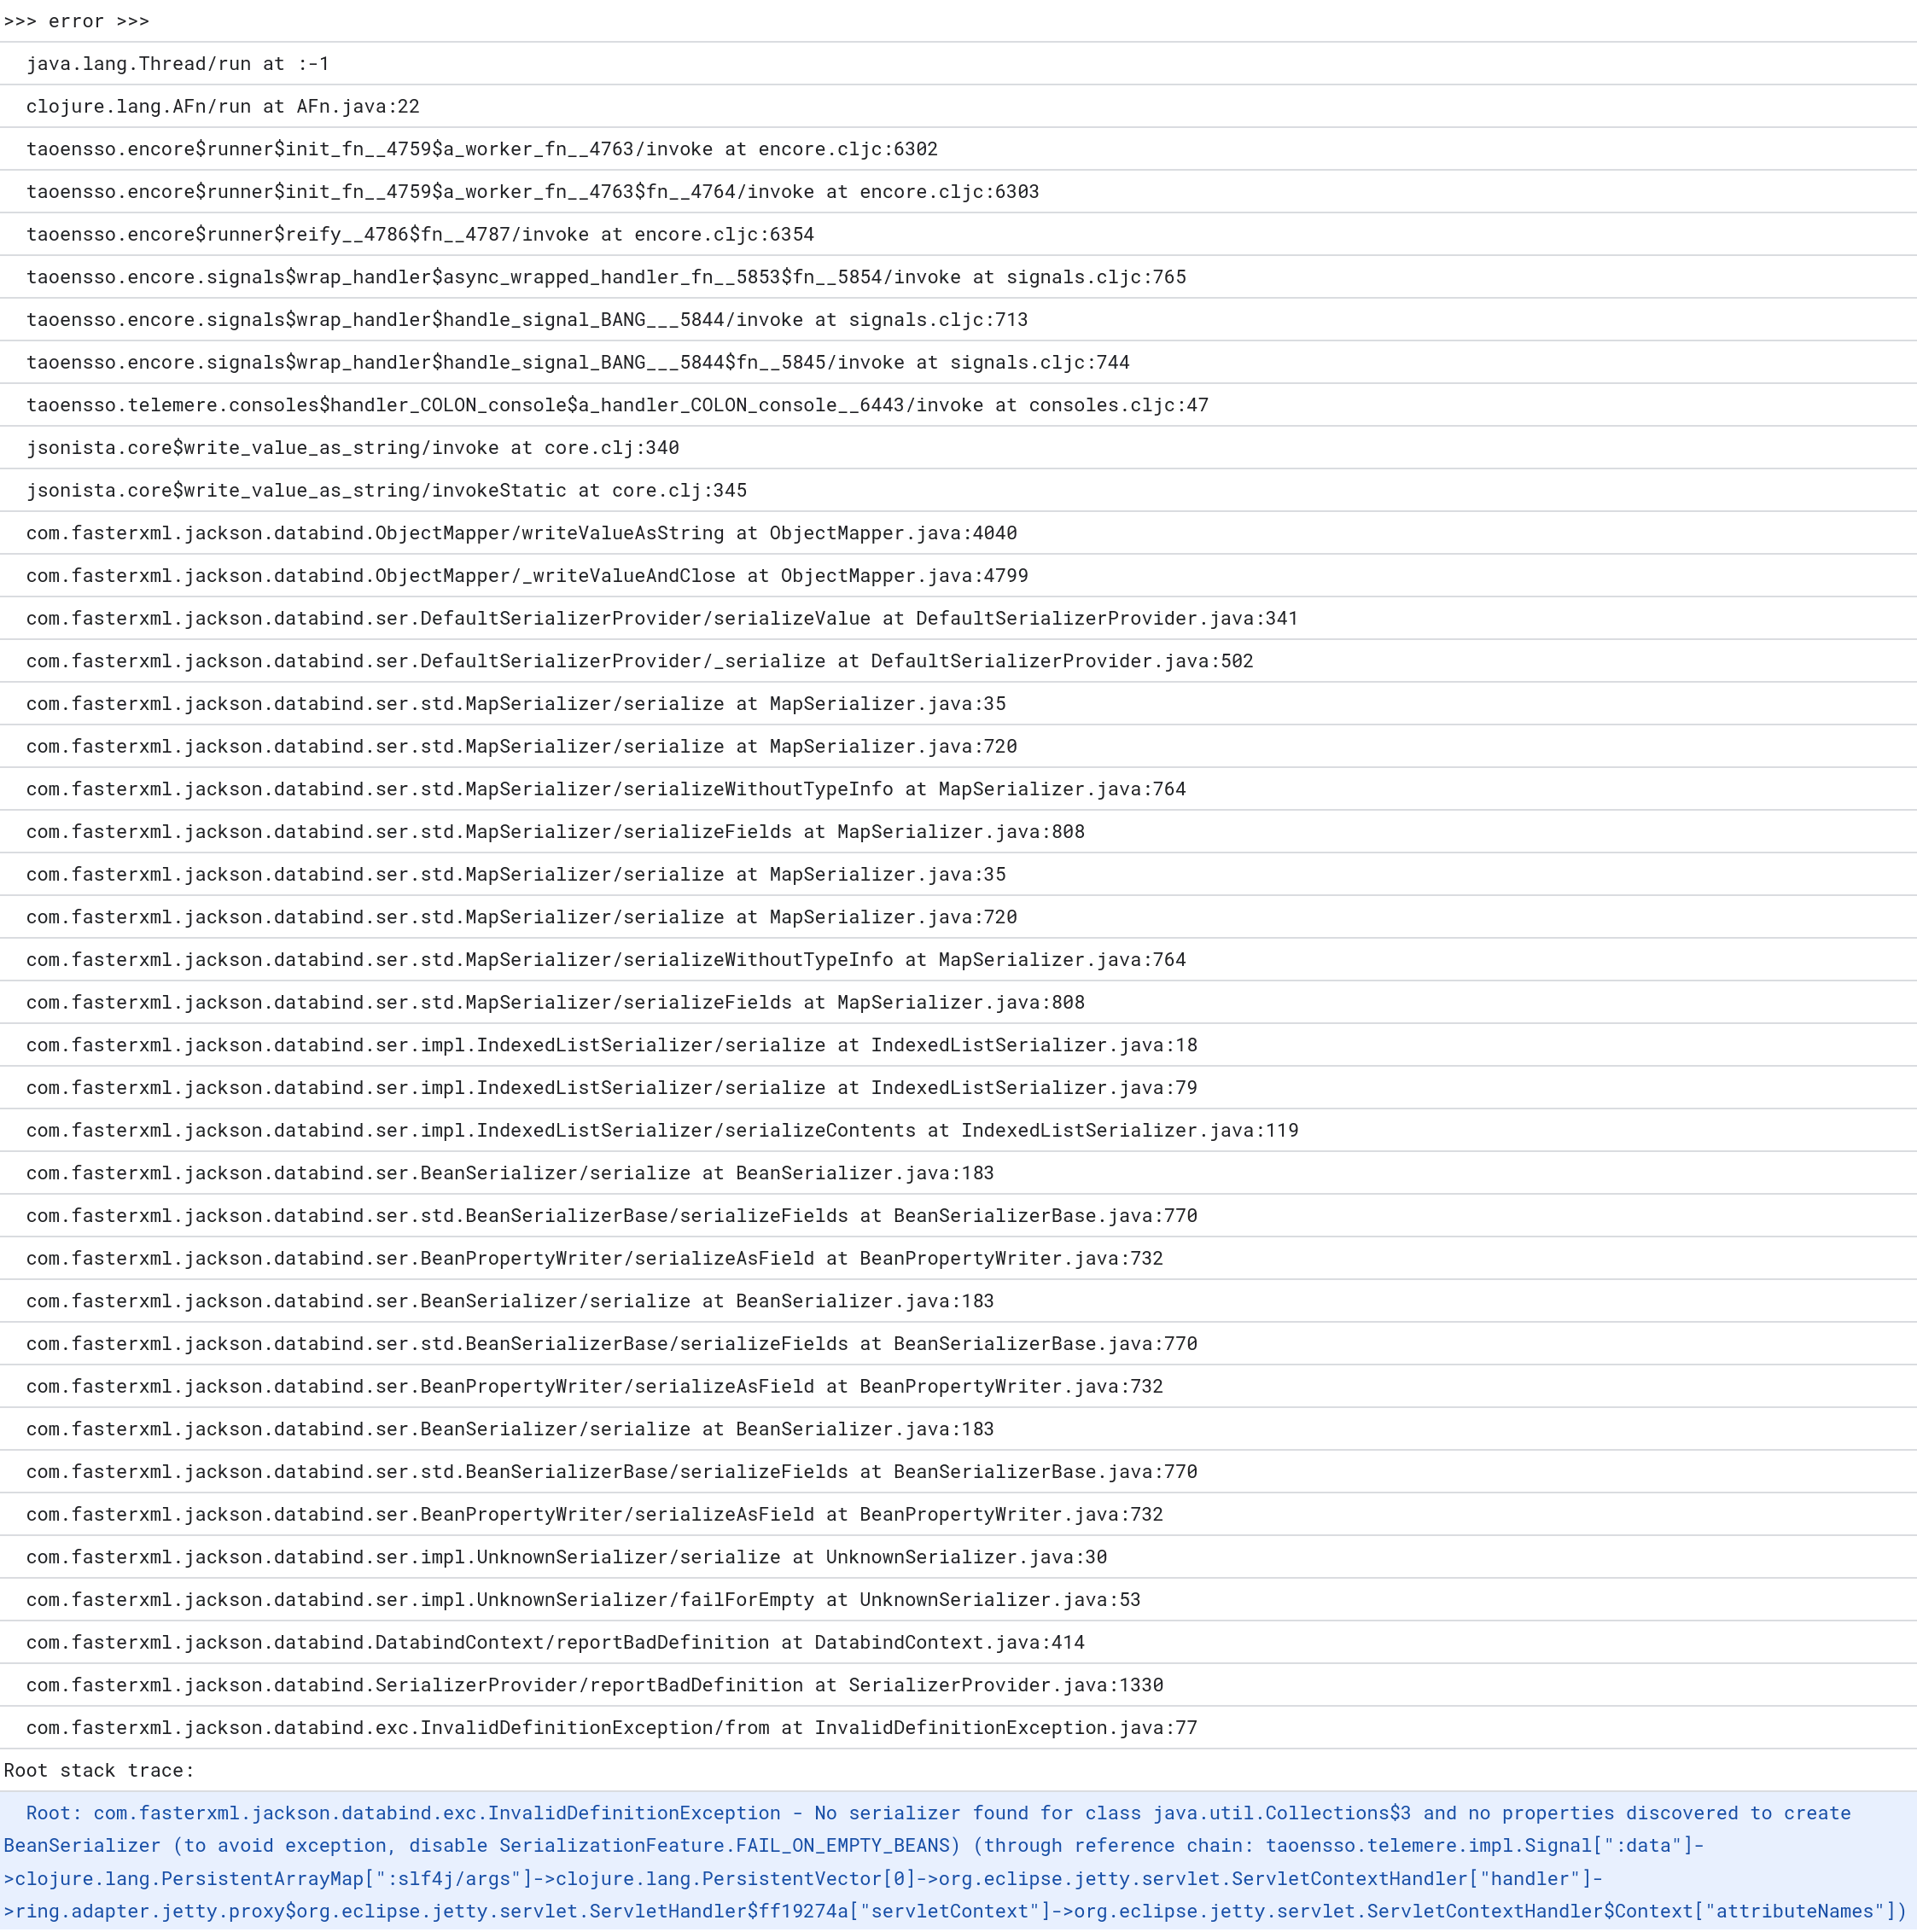 >>> error >>>
java.lang.Thread/run at :-1
clojure.lang.AFn/run at AFn.java:22
taoensso.encore$runner$init_fn__4759$a_worker_fn__4763/invoke at encore.cljc:6302
taoensso.encore$runner$init_fn__4759$a_worker_fn__4763$fn__4764/invoke at encore.cljc:6303
taoensso.encore$runner$reify__4786$fn__4787/invoke at encore.cljc:6354
taoensso.encore.signals$wrap_handler$async_wrapped_handler_fn__5853$fn__5854/invoke at signals.cljc:765
taoensso.encore.signals$wrap_handler$handle_signal_BANG___5844/invoke at signals.cljc:713
taoensso.encore.signals$wrap_handler$handle_signal_BANG___5844$fn__5845/invoke at signals.cljc:744
taoensso.telemere.consoles$handler_COLON_console$a_handler_COLON_console__6443/invoke at consoles.cljc:47
jsonista.core$write_value_as_string/invoke at core.clj:340
jsonista.core$write_value_as_string/invokeStatic at core.clj:345
com.fasterxml.jackson.databind.ObjectMapper/writeValueAsString at ObjectMapper.java:4040
com.fasterxml.jackson.databind.ObjectMapper/_writeValueAndClose at ObjectMapper.java:4799
com.fasterxml.jackson.databind.ser.DefaultSerializerProvider/serializeValue at DefaultSerializerProvider.java:341
com.fasterxml.jackson.databind.ser.DefaultSerializerProvider/_serialize at DefaultSerializerProvider.java:502
com.fasterxml.jackson.databind.ser.std.MapSerializer/serialize at MapSerializer.java:35
com.fasterxml.jackson.databind.ser.std.MapSerializer/serialize at MapSerializer.java:720
com.fasterxml.jackson.databind.ser.std.MapSerializer/serializeWithoutTypeInfo at MapSerializer.java:764
com.fasterxml.jackson.databind.ser.std.MapSerializer/serializeFields at MapSerializer.java:808
com.fasterxml.jackson.databind.ser.std.MapSerializer/serialize at MapSerializer.java:35
com.fasterxml.jackson.databind.ser.std.MapSerializer/serialize at MapSerializer.java:720
com.fasterxml.jackson.databind.ser.std.MapSerializer/serializeWithoutTypeInfo at MapSerializer.java:764
com.fasterxml.jackson.databind.ser.std.MapSerializer/serializeFields at MapSerializer.java:808
com.fasterxml.jackson.databind.ser.impl.IndexedListSerializer/serialize at IndexedListSerializer.java:18
com.fasterxml.jackson.databind.ser.impl.IndexedListSerializer/serialize at IndexedListSerializer.java:79
com.fasterxml.jackson.databind.ser.impl.IndexedListSerializer/serializeContents at IndexedListSerializer.java:119
com.fasterxml.jackson.databind.ser.BeanSerializer/serialize at BeanSerializer.java:183
com.fasterxml.jackson.databind.ser.std.BeanSerializerBase/serializeFields at BeanSerializerBase.java:770
com.fasterxml.jackson.databind.ser.BeanPropertyWriter/serializeAsField at BeanPropertyWriter.java:732
com.fasterxml.jackson.databind.ser.BeanSerializer/serialize at BeanSerializer.java:183
com.fasterxml.jackson.databind.ser.std.BeanSerializerBase/serializeFields at BeanSerializerBase.java:770
com.fasterxml.jackson.databind.ser.BeanPropertyWriter/serializeAsField at BeanPropertyWriter.java:732
com.fasterxml.jackson.databind.ser.BeanSerializer/serialize at BeanSerializer.java:183
com.fasterxml.jackson.databind.ser.std.BeanSerializerBase/serializeFields at BeanSerializerBase.java:770
com.fasterxml.jackson.databind.ser.BeanPropertyWriter/serializeAsField at BeanPropertyWriter.java:732
com.fasterxml.jackson.databind.ser.impl.UnknownSerializer/serialize at UnknownSerializer.java:30
com.fasterxml.jackson.databind.ser.impl.UnknownSerializer/failForEmpty at UnknownSerializer.java:53
com.fasterxml.jackson.databind.DatabindContext/reportBadDefinition at DatabindContext.java:414
com.fasterxml.jackson.databind.SerializerProvider/reportBadDefinition at SerializerProvider.java:1330
com.fasterxml.jackson.databind.exc.InvalidDefinitionException/from at InvalidDefinitionException.java:77
Root stack trace:
Root: com.fasterxml.jackson.databind.exc.InvalidDefinitionException - No serializer found for class java.util.Collections$3 and no properties discovered to create
BeanSerializer (to avoid exception, disable SerializationFeature.FAIL_ON_EMPTY_BEANS) (through reference chain: taoensso.telemere.impl.Signal[":data"]-
>clojure.lang.PersistentArrayMap[":slf4j/args"]->clojure.lang.PersistentVector[0]->org.eclipse.jetty.servlet.ServletContextHandler["handler"]-
>ring.adapter.jetty.proxy$org.eclipse.jetty.servlet.ServletHandler$ff19274a["servletContext"]->org.eclipse.jetty.servlet.ServletContextHandler$Context["attributeNames"])